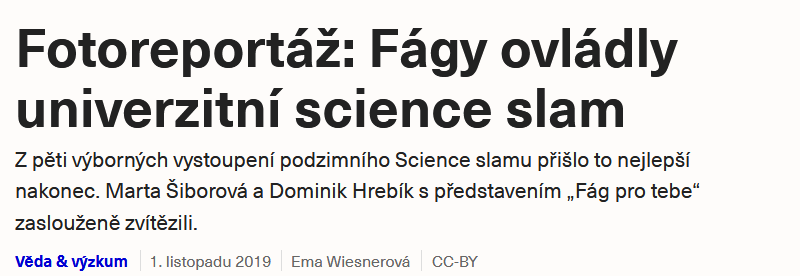 Fotoreportáž: Fágy ovládly
univerzitní science slam
Z pěti výborných vystoupení podzimního Science slamu přišlo to nejlepší
nakonec. Marta Šiborová a Dominik Hrebík s představením „Fág pro tebe“
zaslouženě zvítězili.
Věda & výzkum 1. listopadu 2019 Ema Wiesnerová CC-BY